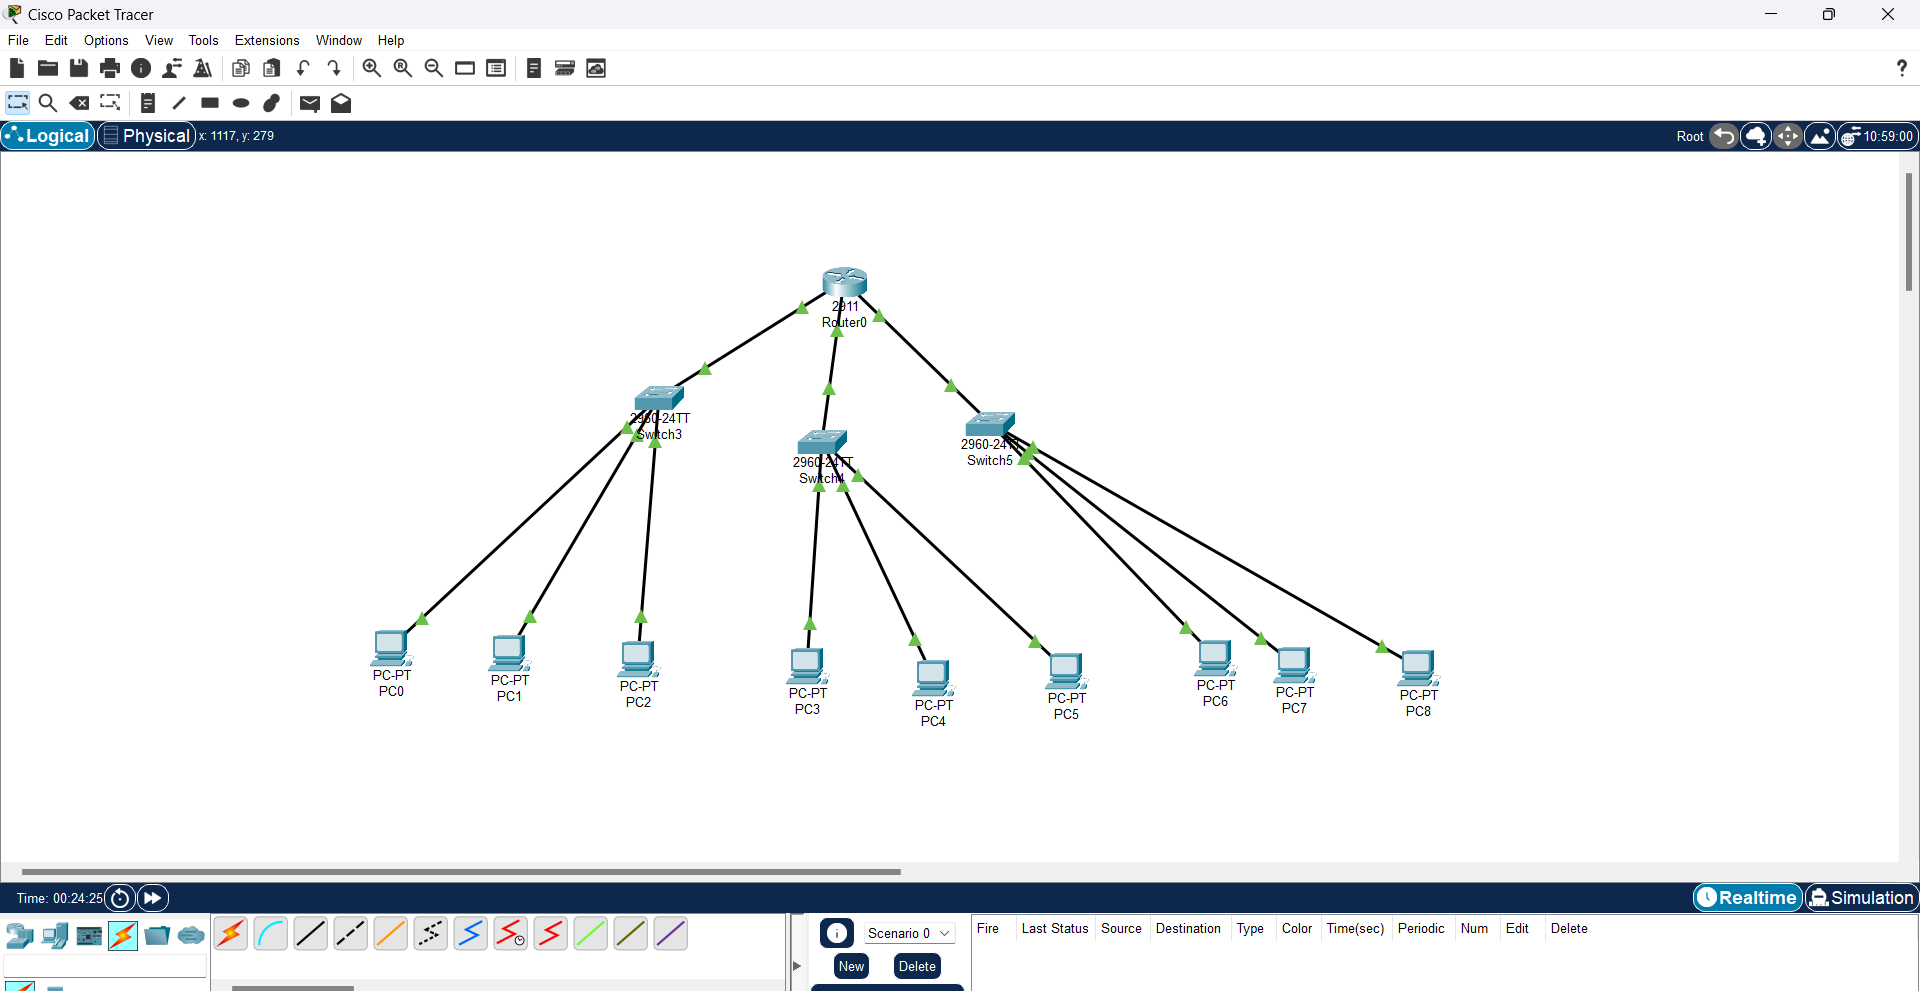 Cisco Packet Tracer
File Edit Options View Tools Extensions Window Help
Logical Physical x: 1117, y: 279 Root 10:59:00
2911
Router0
2960-24TT
Switch3
2960-24TT
Switch4
2960-24TT
Switch5
PC-PT
PC0
PC-PT
PC1
PC-PT
PC2
PC-PT
PC3
PC-PT
PC4
PC-PT
PC5
PC-PT
PC6
PC-PT
PC7
PC-PT
PC8
Time: 00:24:25 Realtime Simulation
Scenario 0
New Delete
Fire Last Status Source Destination Type Color Time(sec) Periodic Num Edit Delete